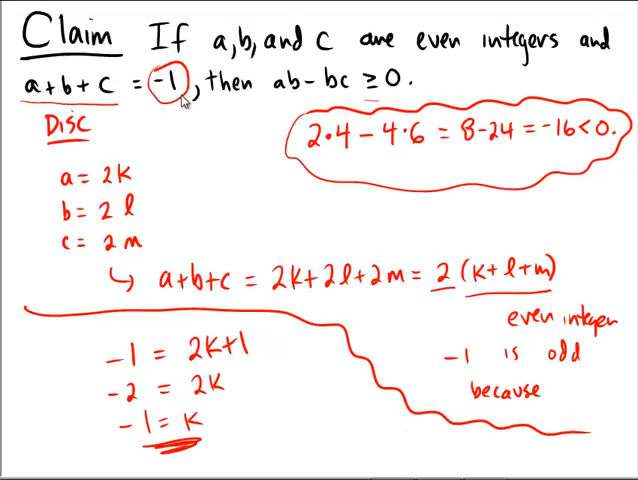 Claim If a, b, and c are even integers and
a+b+c = -1, then ab - bc ≥ 0.
Disc
2·4 - 4·6 = 8-24 = -16 < 0.
a = 2k
b = 2l
c = 2m
↳ a+b+c = 2k+2l+2m = 2(k+l+m)
even integer
-1 is odd
because
-1 = 2k+1
-2 = 2k
-1 = k